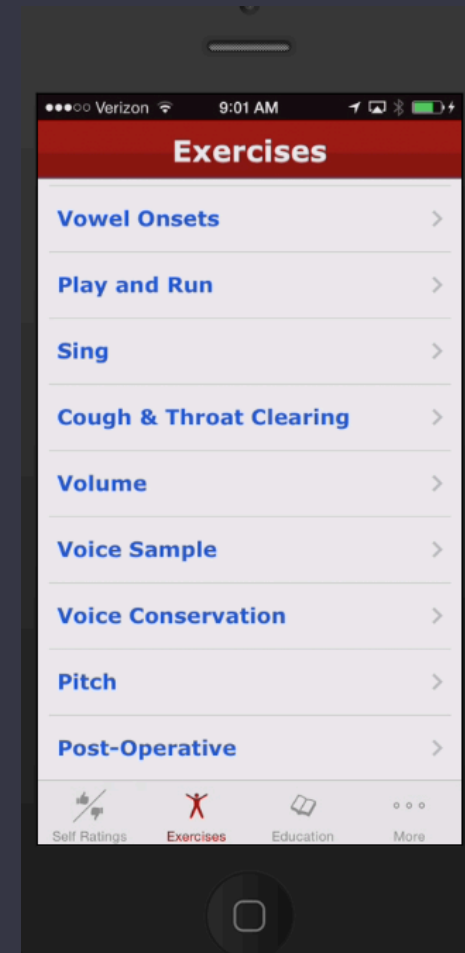 Verizon 9:01 AM
Exercises
Vowel Onsets
Play and Run
Sing
Cough & Throat Clearing
Volume
Voice Sample
Voice Conservation
Pitch
Post-Operative
Self Ratings Exercises Education More